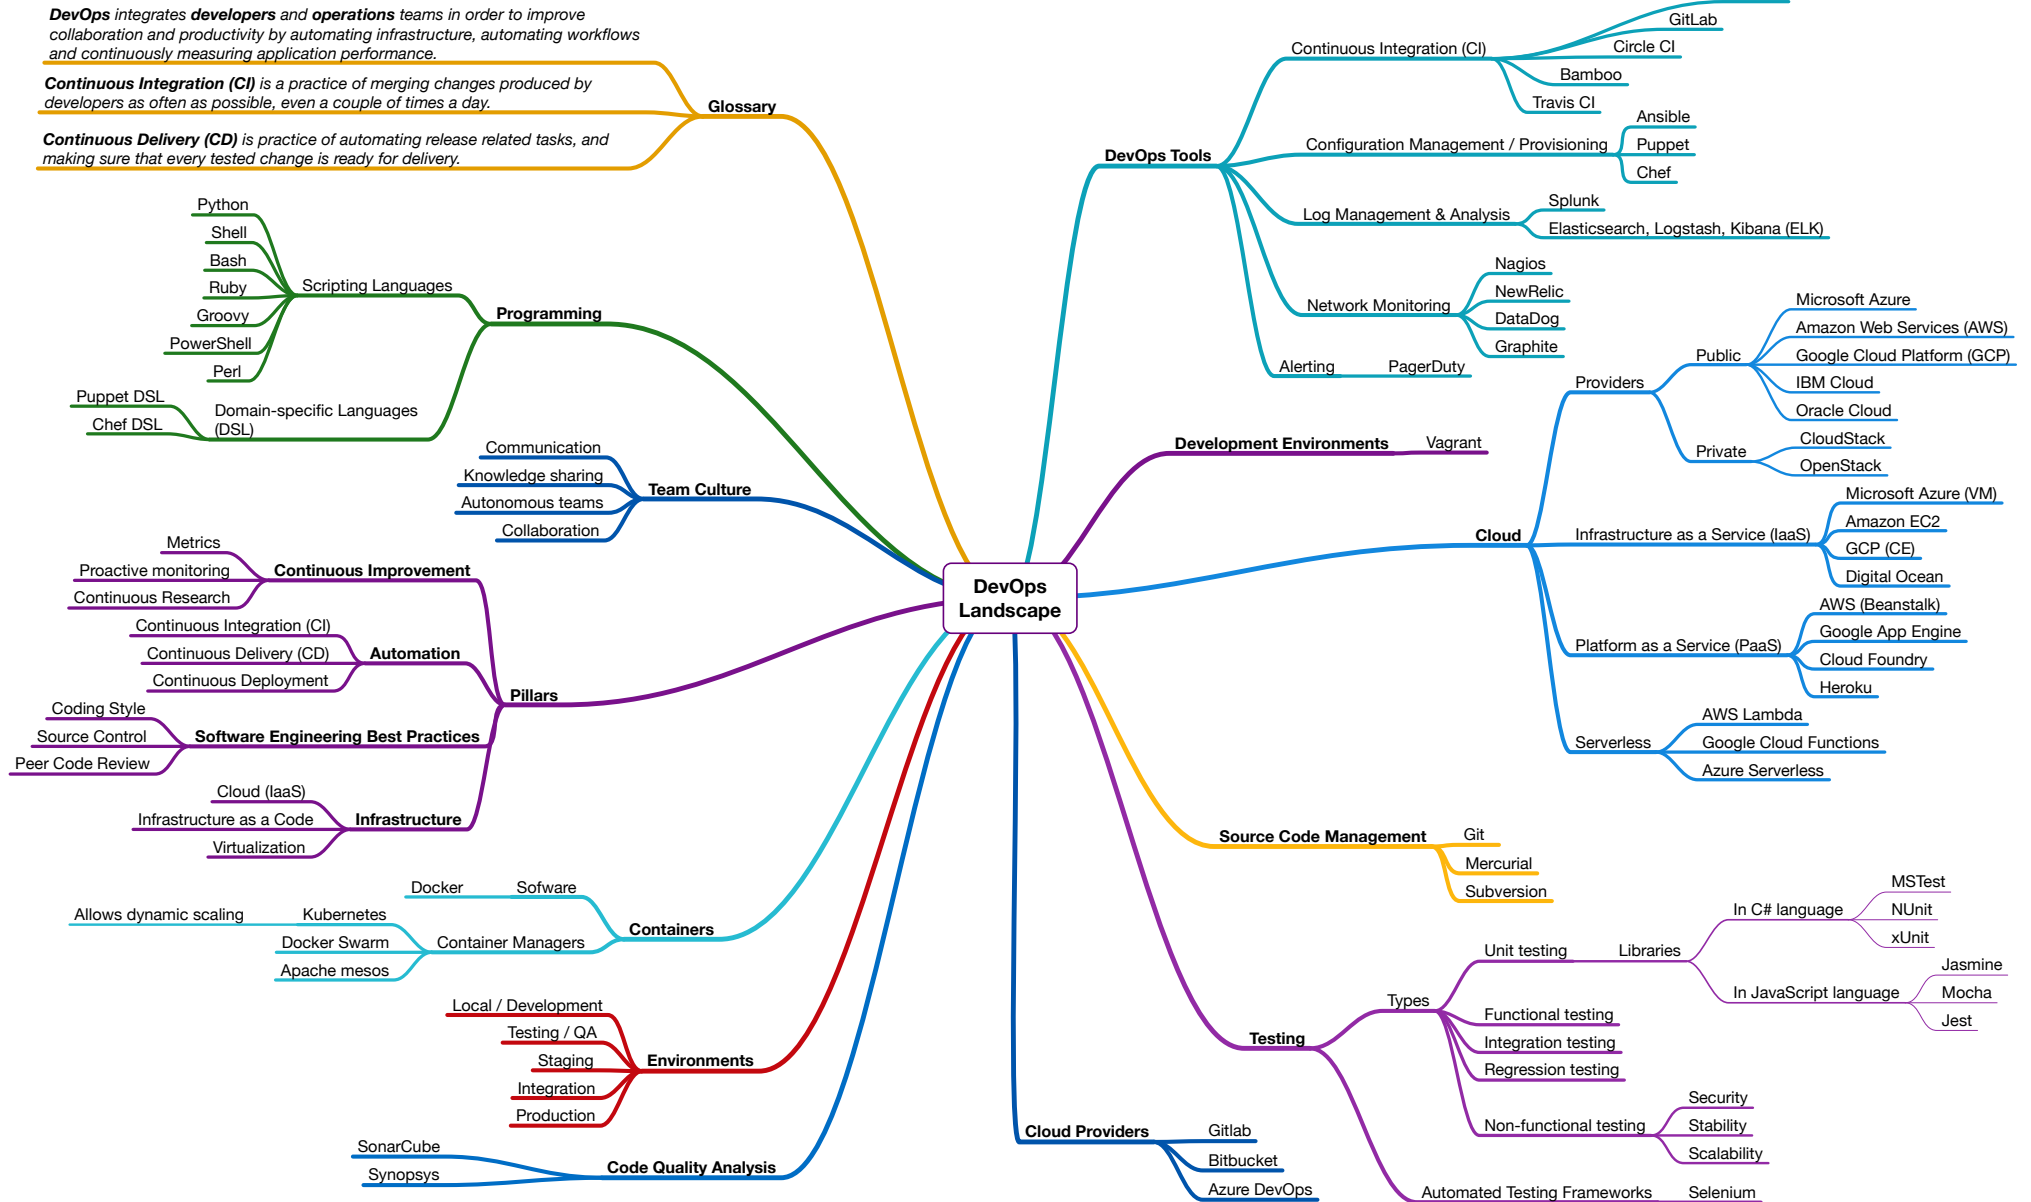 DevOps integrates developers and operations teams in order to improve
collaboration and productivity by automating infrastructure, automating workflows
and continuously measuring application performance.
Continuous Integration (CI) is a practice of merging changes produced by
developers as often as possible, even a couple of times a day.
Continuous Delivery (CD) is practice of automating release related tasks, and
making sure that every tested change is ready for delivery.
Glossary
Python
Shell
Bash
Ruby
Groovy
PowerShell
Perl
Scripting Languages
Puppet DSL
Chef DSL
Domain-specific Languages
(DSL)
Programming
Communication
Knowledge sharing
Autonomous teams
Collaboration
Team Culture
Metrics
Proactive monitoring
Continuous Research
Continuous Improvement
Continuous Integration (CI)
Continuous Delivery (CD)
Continuous Deployment
Automation
Coding Style
Source Control
Peer Code Review
Software Engineering Best Practices
Cloud (IaaS)
Infrastructure as a Code
Virtualization
Infrastructure
Pillars
Docker
Sofware
Allows dynamic scaling
Kubernetes
Docker Swarm
Apache mesos
Container Managers
Containers
Local / Development
Testing / QA
Staging
Integration
Production
Environments
SonarCube
Synopsys
Code Quality Analysis
DevOps
Landscape
DevOps Tools
Continuous Integration (CI)
GitLab
Circle CI
Bamboo
Travis CI
Configuration Management / Provisioning
Ansible
Puppet
Chef
Log Management & Analysis
Splunk
Elasticsearch, Logstash, Kibana (ELK)
Network Monitoring
Nagios
NewRelic
DataDog
Graphite
Alerting
PagerDuty
Development Environments
Vagrant
Cloud
Providers
Public
Microsoft Azure
Amazon Web Services (AWS)
Google Cloud Platform (GCP)
IBM Cloud
Oracle Cloud
Private
CloudStack
OpenStack
Infrastructure as a Service (IaaS)
Microsoft Azure (VM)
Amazon EC2
GCP (CE)
Digital Ocean
Platform as a Service (PaaS)
AWS (Beanstalk)
Google App Engine
Cloud Foundry
Heroku
Serverless
AWS Lambda
Google Cloud Functions
Azure Serverless
Source Code Management
Git
Mercurial
Subversion
Testing
Types
Unit testing
Libraries
In C# language
MSTest
NUnit
xUnit
In JavaScript language
Jasmine
Mocha
Jest
Functional testing
Integration testing
Regression testing
Non-functional testing
Security
Stability
Scalability
Automated Testing Frameworks
Selenium
Cloud Providers
Gitlab
Bitbucket
Azure DevOps